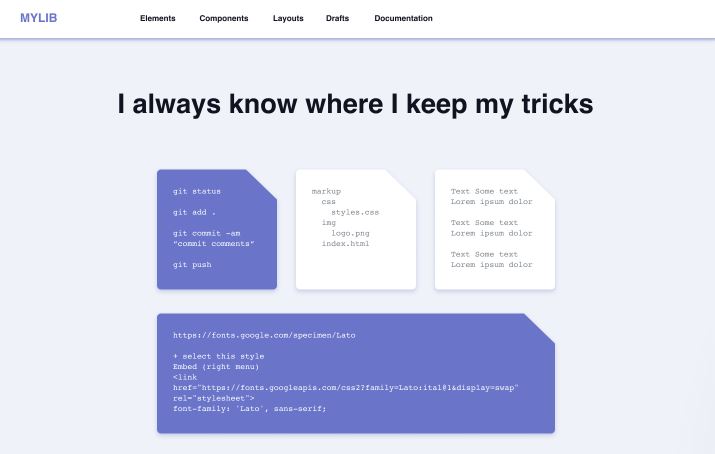 MYLIB
Elements Components Layouts Drafts Documentation
I always know where I keep my tricks
git status
git add .
git commit -am
“commit comments”
git push
markup
css
styles.css
img
logo.png
index.html
Text Some text
Lorem ipsum dolor
Text Some text
Lorem ipsum dolor
Text Some text
Lorem ipsum dolor
https://fonts.google.com/specimen/Lato
+ select this style
Embed (right menu)
<link
href="https://fonts.googleapis.com/css2?family=Lato:ital@1&display=swap"
rel="stylesheet">
font-family: 'Lato', sans-serif;